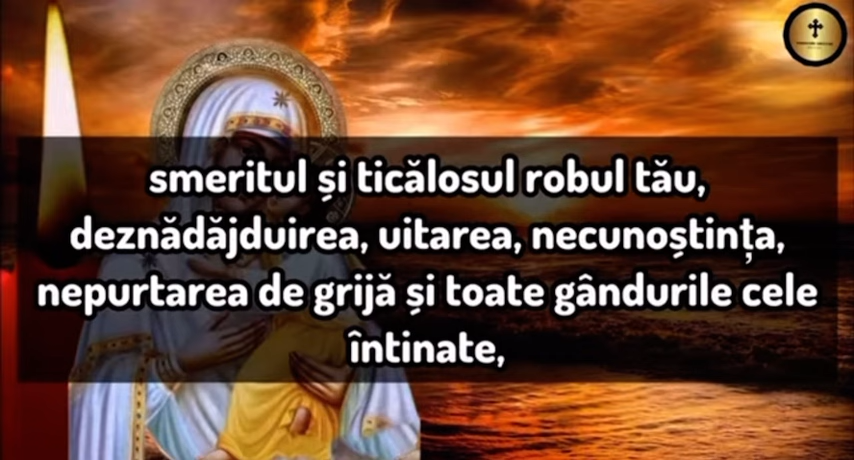 smeritul și ticălosul robul tău,
deznădăjduirea, uitarea, necunoștința,
nepurtarea de grijă și toate gândurile cele
întinate,